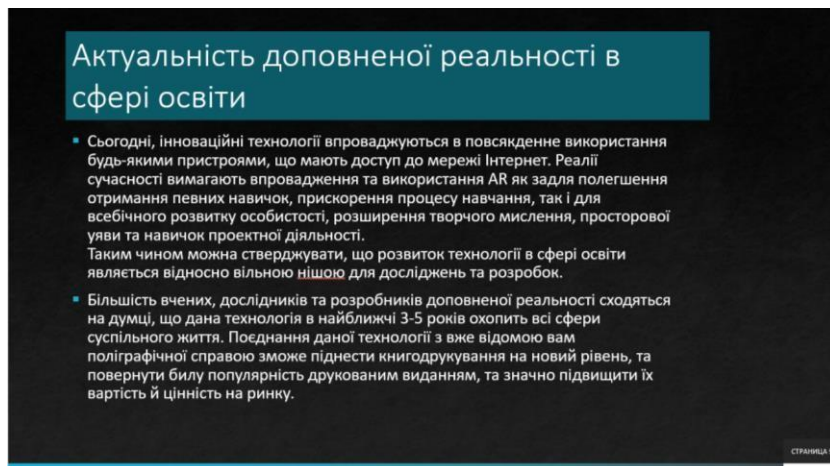 Актуальність доповненої реальності в
сфері освіти
Сьогодні, інноваційні технології впроваджуються в повсякденне використання
будь-якими пристроями, що мають доступ до мережі Інтернет. Реалії
сучасності вимагають впровадження та використання AR як задля полегшення
отримання певних навичок, прискорення процесу навчання, так і для
всебічного розвитку особистості, розширення творчого мислення, просторової
уяви та навичок проектної діяльності.
Таким чином можна стверджувати, що розвиток технології в сфері освіти
являється відносно вільною нішою для досліджень та розробок.
Більшість вчених, дослідників та розробників доповненої реальності сходяться
на думці, що дана технологія в найближчі 3-5 років охопить всі сфери
суспільного життя. Поєднання даної технології з вже відомою вам
поліграфічної справою зможе піднести книгодрукування на новий рівень, та
повернути билу популярність друкованим виданням, та значно підвищити їх
вартість й цінність на ринку.
СТРАНИЦА